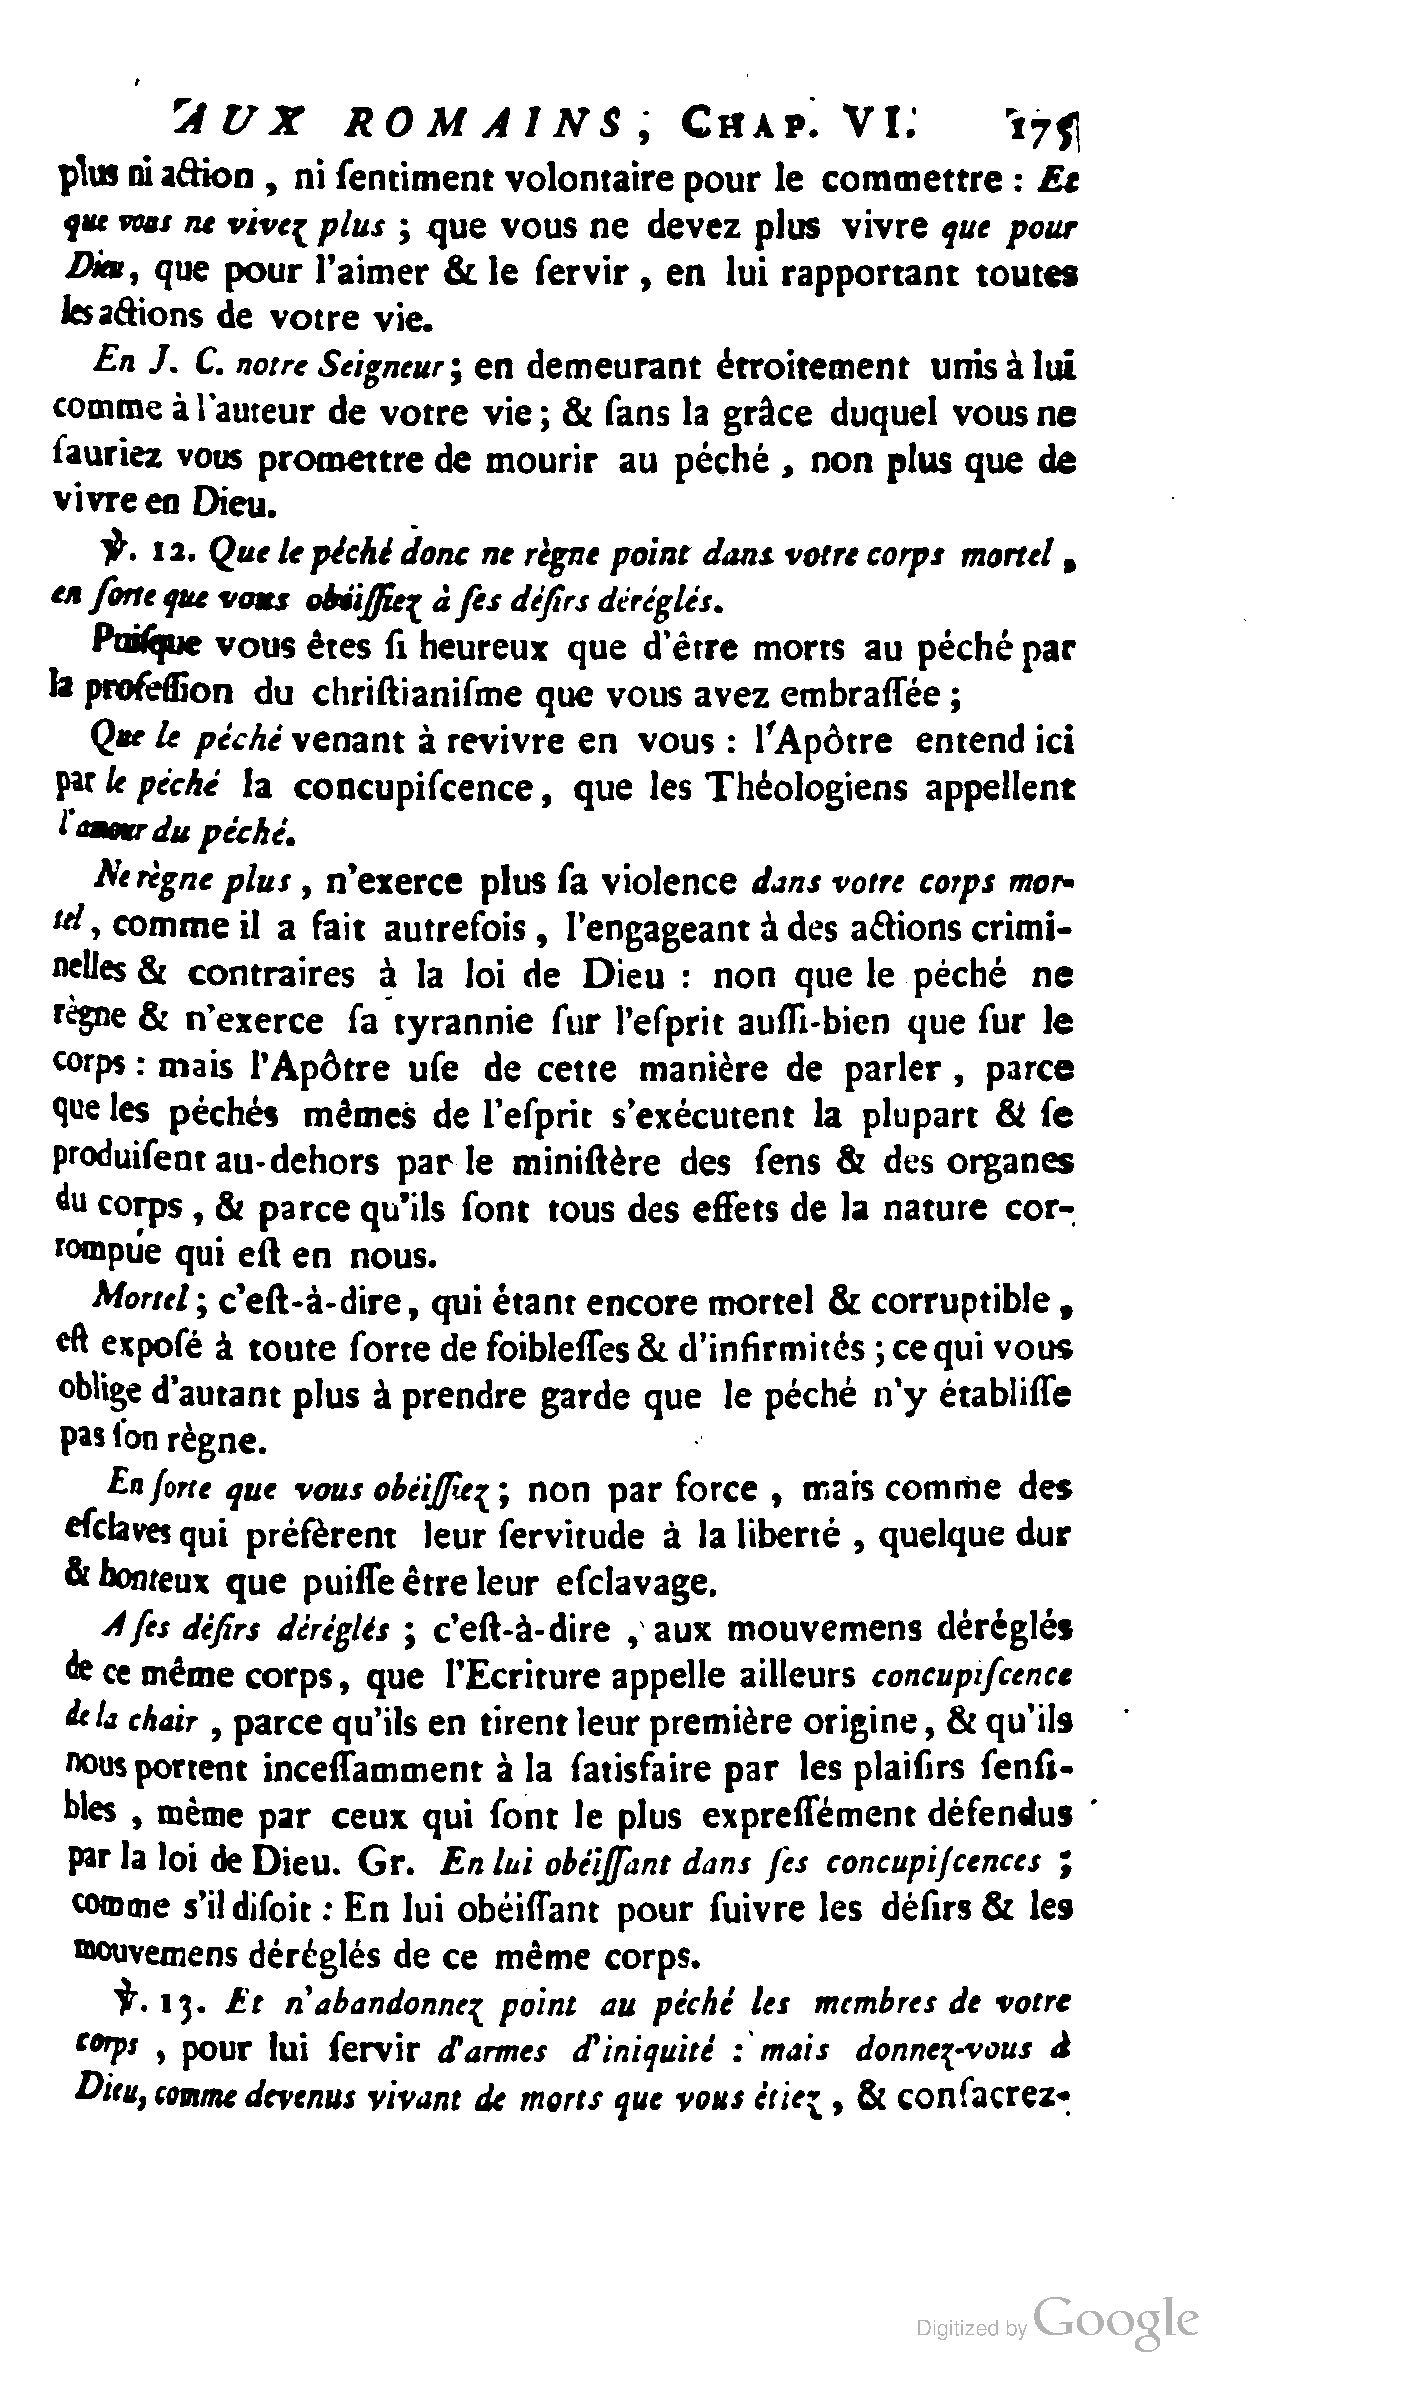 AUX ROMAINS, CHAP. VI. 175
plus ni action, ni ſentiment volontaire pour le commettre : Et
que vous ne vivez plus ; que vous ne devez plus vivre que pour
Dieu, que pour l'aimer & le ſervir, en lui rapportant toutes
les actions de votre vie.
En J. C. notre Seigneur ; en demeurant étroitement unis à lui
comme à l'auteur de votre vie ; & ſans la grâce duquel vous ne
ſauriez vous promettre de mourir au péché, non plus que de
vivre en Dieu.
℣. 12. Que le péché donc ne règne point dans votre corps mortel,
en ſorte que vous obéiſſiez à ſes déſirs déréglés.
Puiſque vous êtes ſi heureux que d'être morts au péché par
la profeſſion du chriſtianiſme que vous avez embraſſée ;
Que le péché venant à revivre en vous : l'Apôtre entend ici
par le péché la concupiſcence, que les Théologiens appellent
l'amour du péché.
Ne règne plus, n'exerce plus ſa violence dans votre corps mor-
tel, comme il a fait autrefois, l'engageant à des actions crimi-
nelles & contraires à la loi de Dieu : non que le péché ne
règne & n'exerce ſa tyrannie ſur l'eſprit auſſi-bien que ſur le
corps : mais l'Apôtre uſe de cette manière de parler, parce
que les péchés mêmes de l'eſprit s'exécutent la plupart & ſe
produiſent au-dehors par le miniſtère des ſens & des organes
du corps, & parce qu'ils ſont tous des effets de la nature cor-
rompue qui eſt en nous.
Mortel ; c'eſt-à-dire, qui étant encore mortel & corruptible,
eſt expoſé à toute ſorte de foibleſſes & d'infirmités ; ce qui vous
oblige d'autant plus à prendre garde que le péché n'y établiſſe
pas ſon règne.
En ſorte que vous obéiſſiez ; non par force, mais comme des
eſclaves qui préfèrent leur ſervitude à la liberté, quelque dur
& honteux que puiſſe être leur eſclavage.
A ſes déſirs déréglés ; c'eſt-à-dire, aux mouvemens déréglés
de ce même corps, que l'Ecriture appelle ailleurs concupiſcence
de la chair, parce qu'ils en tirent leur première origine, & qu'ils
nous portent inceſſamment à la ſatisfaire par les plaiſirs ſenſi-
bles, même par ceux qui ſont le plus expreſſément défendus
par la loi de Dieu. Gr. En lui obéiſſant dans ſes concupiſcences ;
comme s'il diſoit : En lui obéiſſant pour ſuivre les déſirs & les
mouvemens déréglés de ce même corps.
℣. 13. Et n'abandonnez point au péché les membres de votre
corps, pour lui ſervir d'armes d'iniquité : mais donnez-vous à
Dieu, comme devenus vivant de morts que vous étiez, & conſacrez-
Digitized by Google